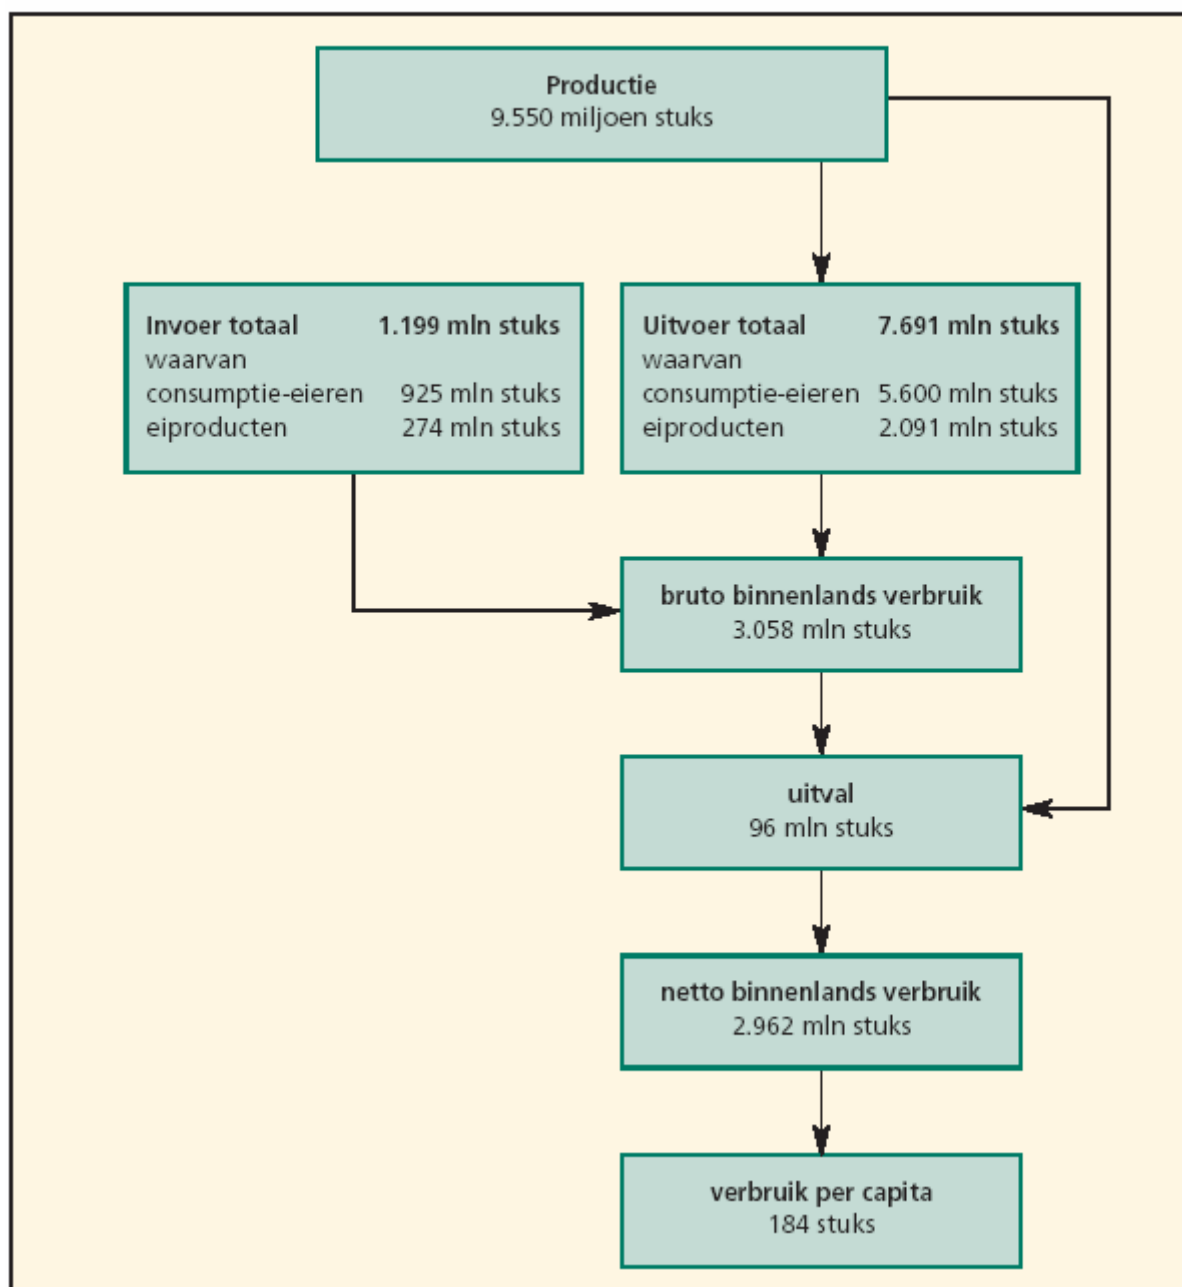 Productie
9.550 miljoen stuks
Invoer totaal 1.199 mln stuks
waarvan
consumptie-eieren 925 mln stuks
eiproducten 274 mln stuks
Uitvoer totaal 7.691 mln stuks
waarvan
consumptie-eieren 5.600 mln stuks
eiproducten 2.091 mln stuks
bruto binnenlands verbruik
3.058 mln stuks
uitval
96 mln stuks
netto binnenlands verbruik
2.962 mln stuks
verbruik per capita
184 stuks